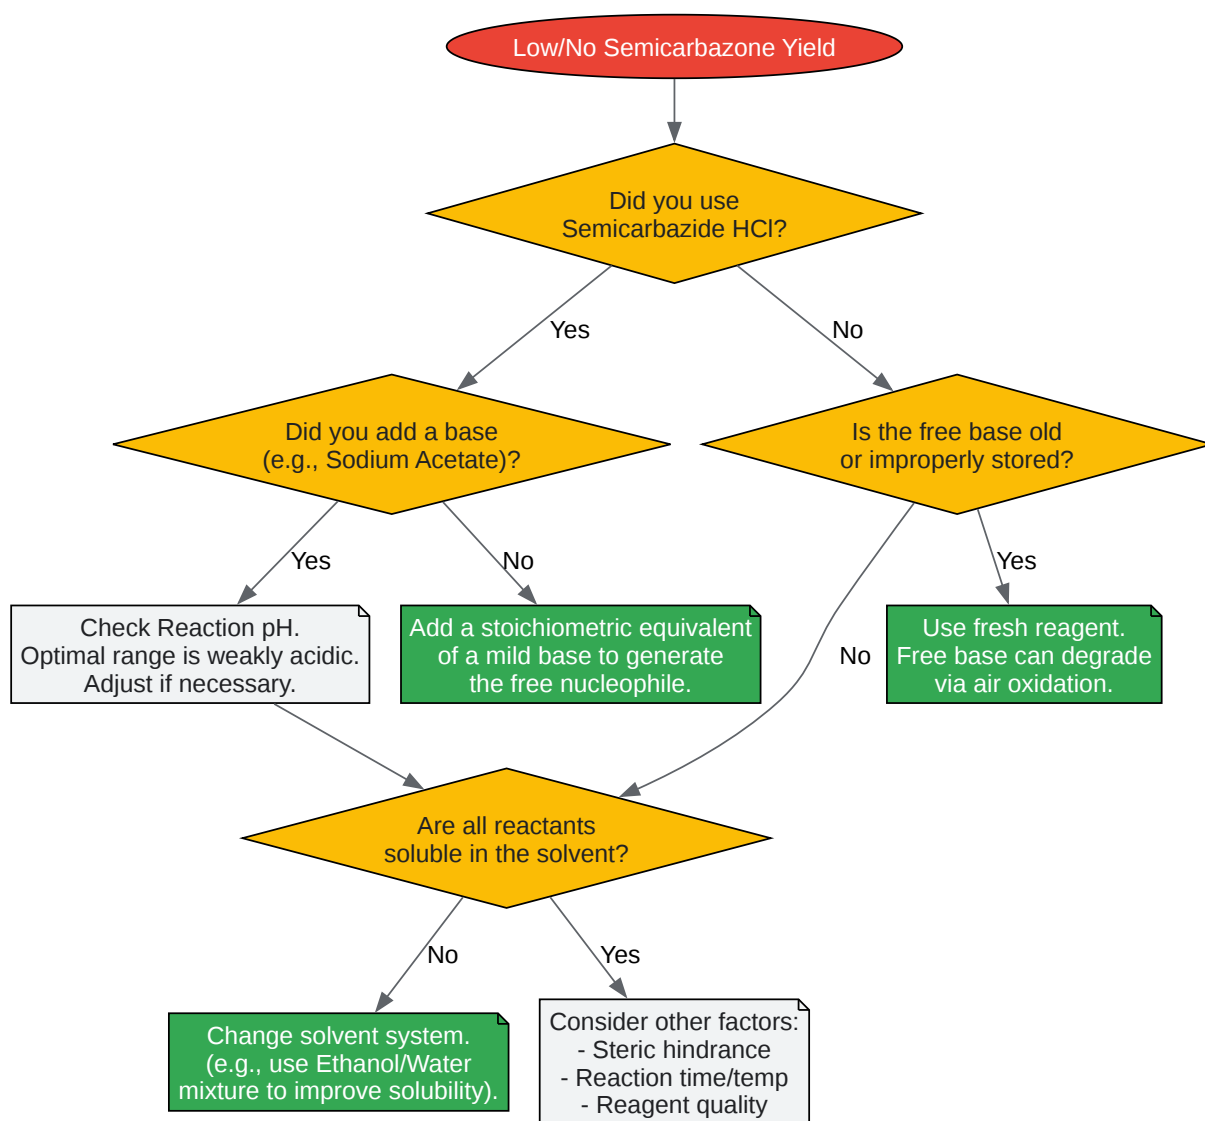 Low/No Semicarbazone Yield
Did you use
Semicarbazide HCl?
Yes
No
Did you add a base
(e.g., Sodium Acetate)?
Is the free base old
or improperly stored?
Yes
No
Yes
Check Reaction pH.
Optimal range is weakly acidic.
Adjust if necessary.
Add a stoichiometric equivalent
of a mild base to generate
the free nucleophile.
No
Use fresh reagent.
Free base can degrade
via air oxidation.
Are all reactants
soluble in the solvent?
No
Yes
Change solvent system.
(e.g., use Ethanol/Water
mixture to improve solubility).
Consider other factors:
- Steric hindrance
- Reaction time/temp
- Reagent quality